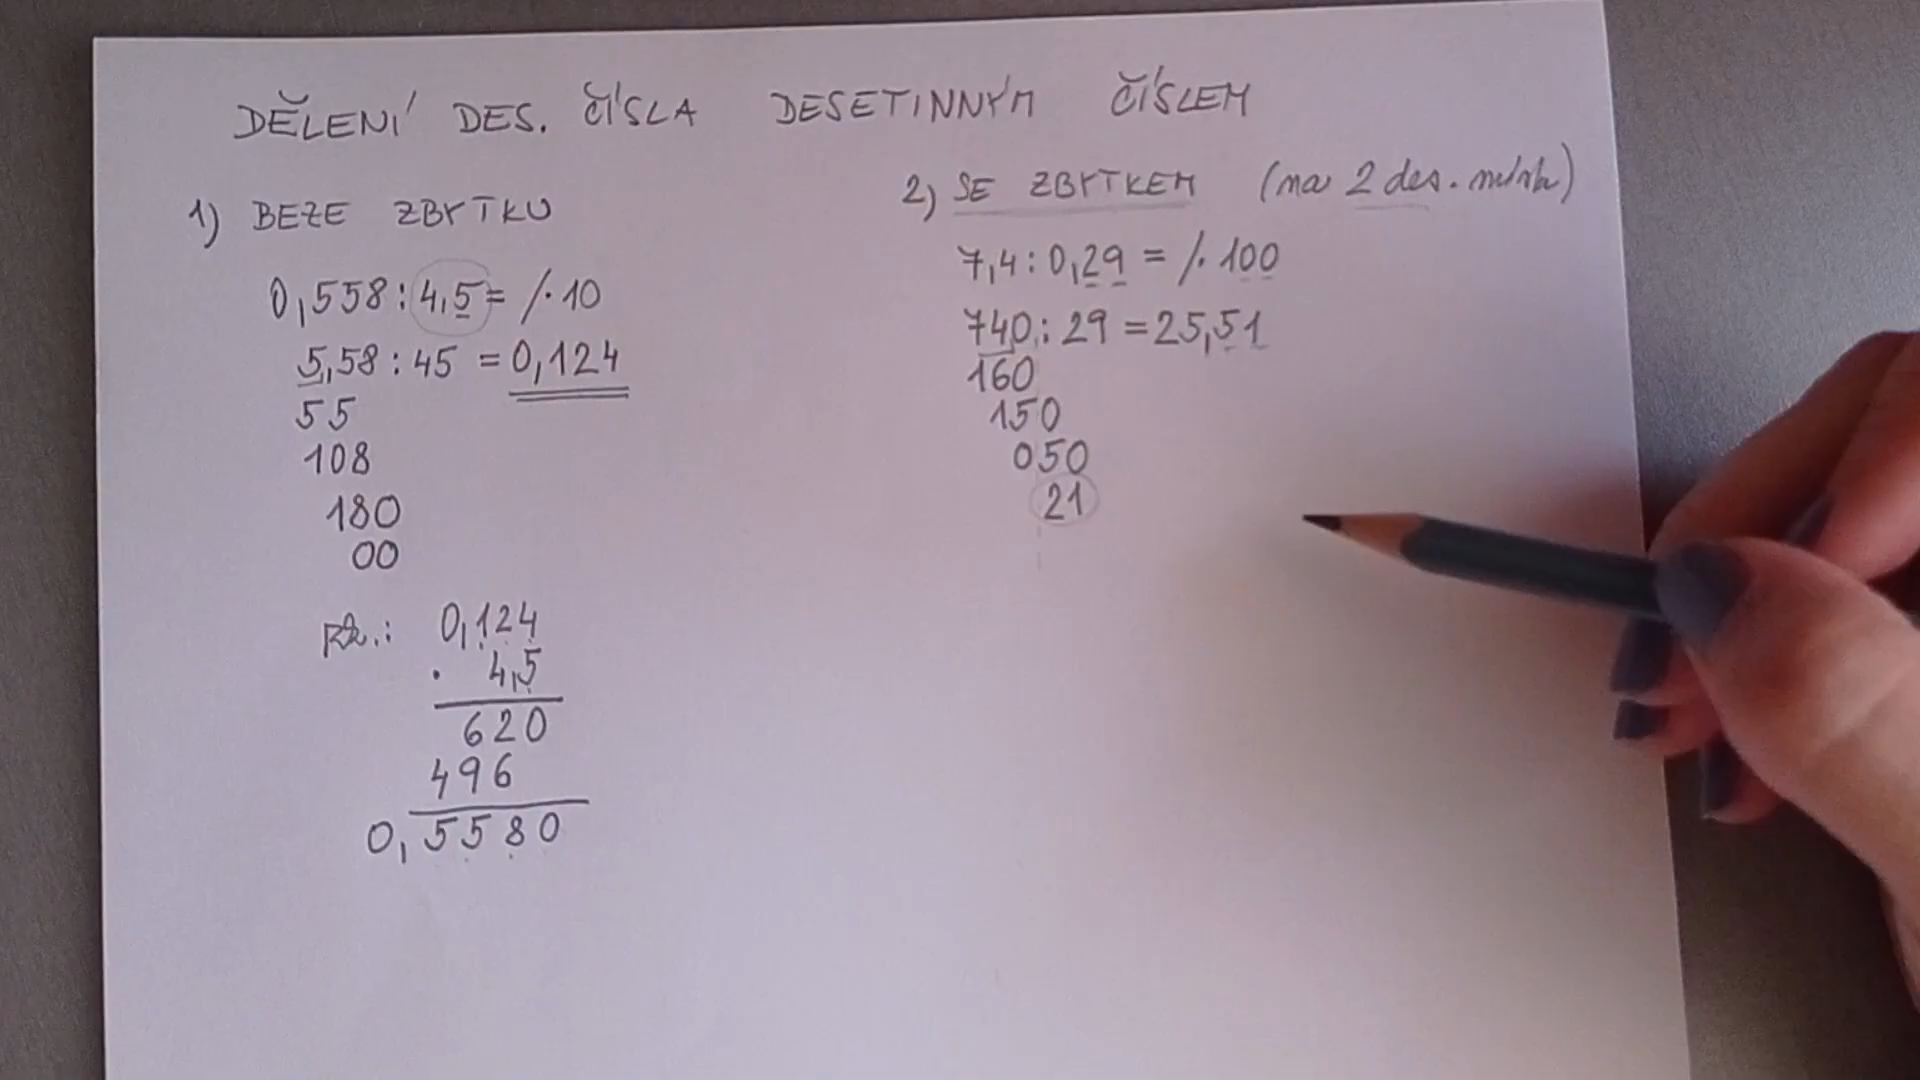 DĚLENÍ DES. ČÍSLA DESETINNÝM ČÍSLEM
1) BEZE ZBYTKU
0,558 : 4,5 = /· 10
5,58 : 45 = 0,124
55
108
180
00
Zk.: 0,124
· 4,5
620
496
0,5580
2) SE ZBYTKEM (na 2 des. místa)
7,4 : 0,29 = /· 100
740 : 29 = 25,51
160
150
050
21